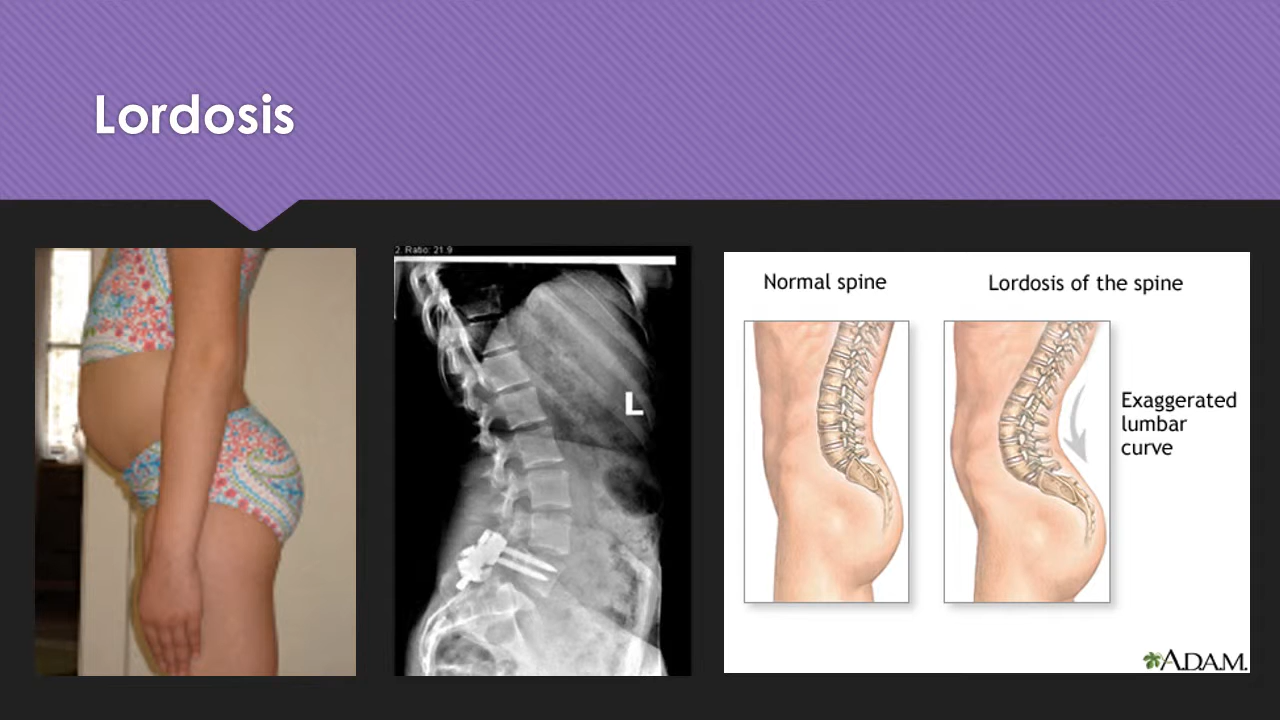 Lordosis
2. Ratio: 21.9
L
Normal spine
Lordosis of the spine
Exaggerated
lumbar
curve
A.D.A.M.